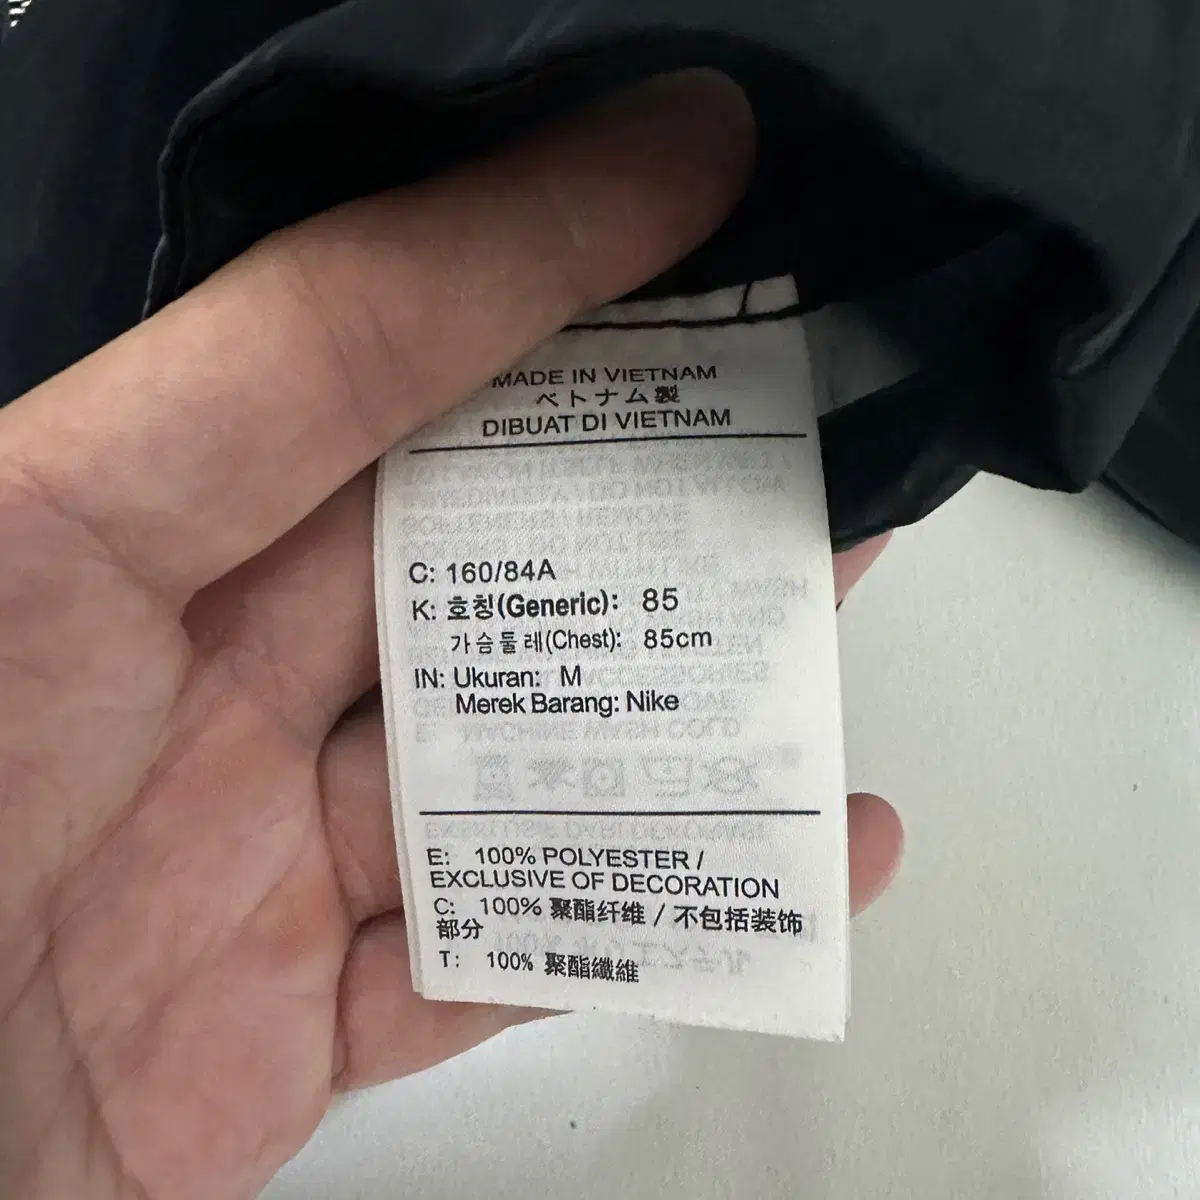 MADE IN VIETNAM
ベトナム製
DIBUAT DI VIETNAM
C: 160/84A
K: 호칭(Generic): 85
가슴둘레(Chest): 85cm
IN: Ukuran: M
Merek Barang: Nike
E: 100% POLYESTER /
EXCLUSIVE OF DECORATION
C: 100% 聚酯纤维 / 不包括装饰
部分
T: 100% 聚酯纖維